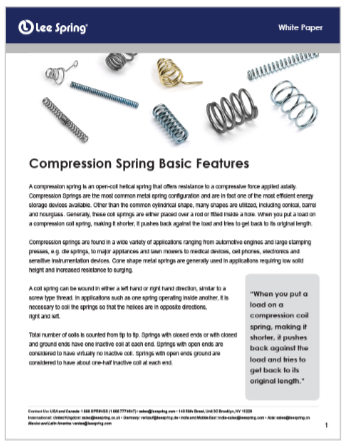 Lee Spring®
White Paper
Compression Spring Basic Features
A compression spring is an open-coil helical spring that offers resistance to a compressive force applied axially.
Compression Springs are the most common metal spring configuration and are in fact one of the most efficient energy
storage devices available. Other than the common cylindrical shape, many shapes are utilized, including conical, barrel
and hourglass. Generally, these coil springs are either placed over a rod or fitted inside a hole. When you put a load on
a compression coil spring, making it shorter, it pushes back against the load and tries to get back to its original length.
Compression springs are found in a wide variety of applications ranging from automotive engines and large stamping
presses, e.g. die springs, to major appliances and lawn mowers to medical devices, cell phones, electronics and
sensitive instrumentation devices. Cone shape metal springs are generally used in applications requiring low solid
height and increased resistance to surging.
A coil spring can be wound in either a left hand or right hand direction, similar to a
screw type thread. In applications such as one spring operating inside another, it is
necessary to coil the springs so that the helices are in opposite directions,
right and left.
Total number of coils is counted from tip to tip. Springs with closed ends or with closed
and ground ends have one inactive coil at each end. Springs with open ends are
considered to have virtually no inactive coil. Springs with open ends ground are
considered to have about one-half inactive coil at each end.
"When you put a
load on a
compression coil
spring, making it
shorter, it pushes
back against the
load and tries to
get back to its
original length."
1